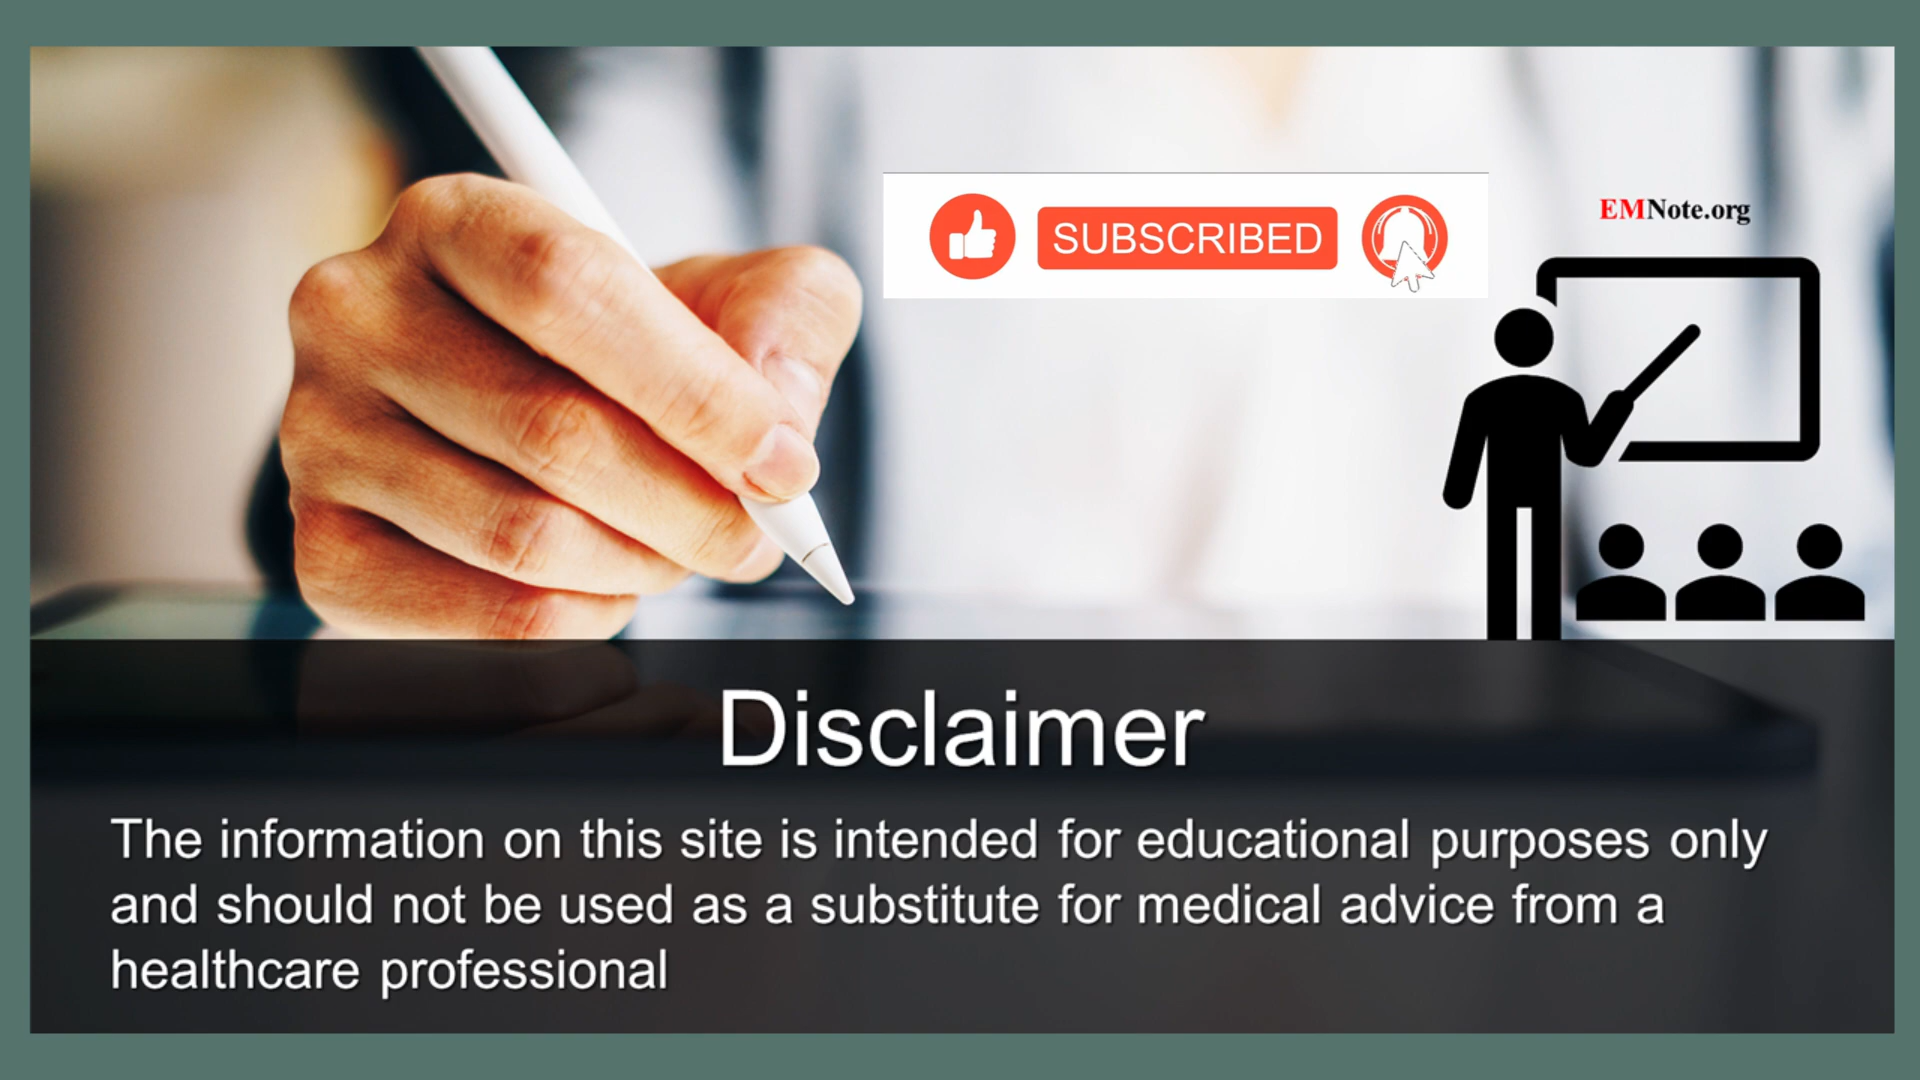 SUBSCRIBED
EMNote.org
Disclaimer
The information on this site is intended for educational purposes only
and should not be used as a substitute for medical advice from a
healthcare professional